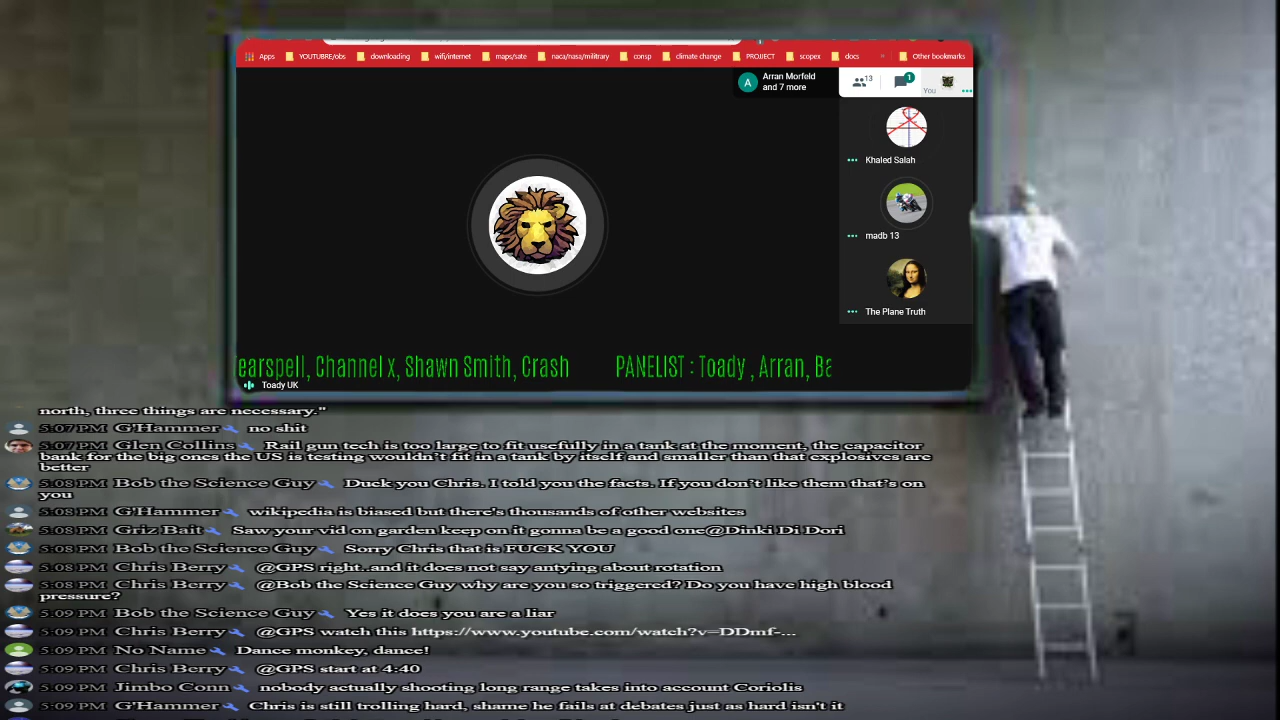 Apps YOUTUBRE/obs downloading wifi/internet maps/sate naca/nasa/militrary consp climate change PROJJECT scopex docs Other bookmarks
A Arran Morfeld
and 7 more
13
1
You
Khaled Salah
madb 13
The Plane Truth
earspell, Channel x, Shawn Smith, Crash PANELIST : Toady , Arran, Ba
Toady UK
north, three things are necessary."
5:07 PM G'Hammer no shit
5:07 PM Glen Collins Rail gun tech is too large to fit usefully in a tank at the moment, the capacitor
bank for the big ones the US is testing wouldn't fit in a tank by itself and smaller than that explosives are
better
5:08 PM Bob the Science Guy Duck you Chris. I told you the facts. If you don't like them that's on
you
5:08 PM G'Hammer wikipedia is biased but there's thousands of other websites
5:08 PM Griz Bait Saw your vid on garden keep on it gonna be a good one@Dinki Di Dori
5:08 PM Bob the Science Guy Sorry Chris that is FUCK YOU
5:08 PM Chris Berry @GPS right..and it does not say antying about rotation
5:08 PM Chris Berry @Bob the Science Guy why are you so triggered? Do you have high blood
pressure?
5:09 PM Bob the Science Guy Yes it does you are a liar
5:09 PM Chris Berry @GPS watch this https://www.youtube.com/watch?v=DDmf-...
5:09 PM No Name Dance monkey, dance!
5:09 PM Chris Berry @GPS start at 4:40
5:09 PM Jimbo Conn nobody actually shooting long range takes into account Coriolis
5:09 PM G'Hammer Chris is still trolling hard, shame he fails at debates just as hard isn't it